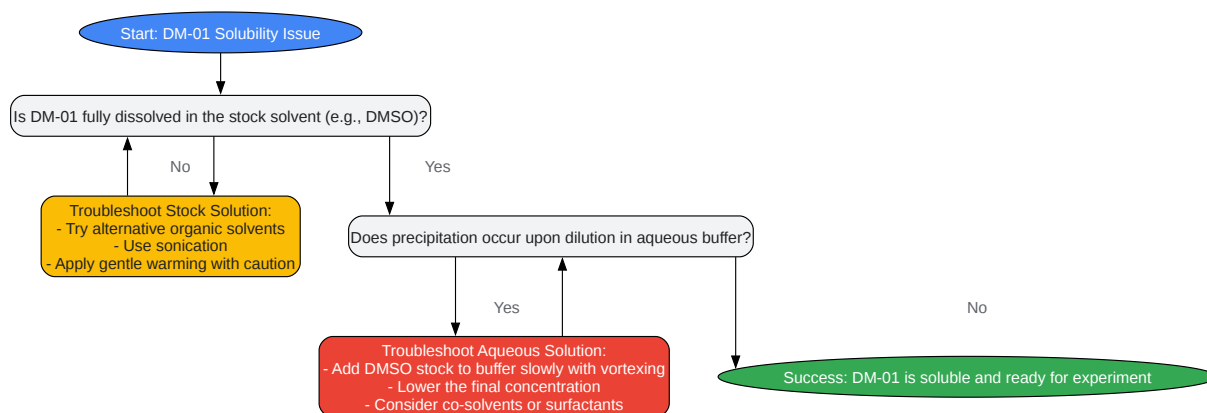 Start: DM-01 Solubility Issue
Is DM-01 fully dissolved in the stock solvent (e.g., DMSO)?
No
Yes
Troubleshoot Stock Solution:
- Try alternative organic solvents
- Use sonication
- Apply gentle warming with caution
Does precipitation occur upon dilution in aqueous buffer?
Yes
No
Troubleshoot Aqueous Solution:
- Add DMSO stock to buffer slowly with vortexing
- Lower the final concentration
- Consider co-solvents or surfactants
Success: DM-01 is soluble and ready for experiment